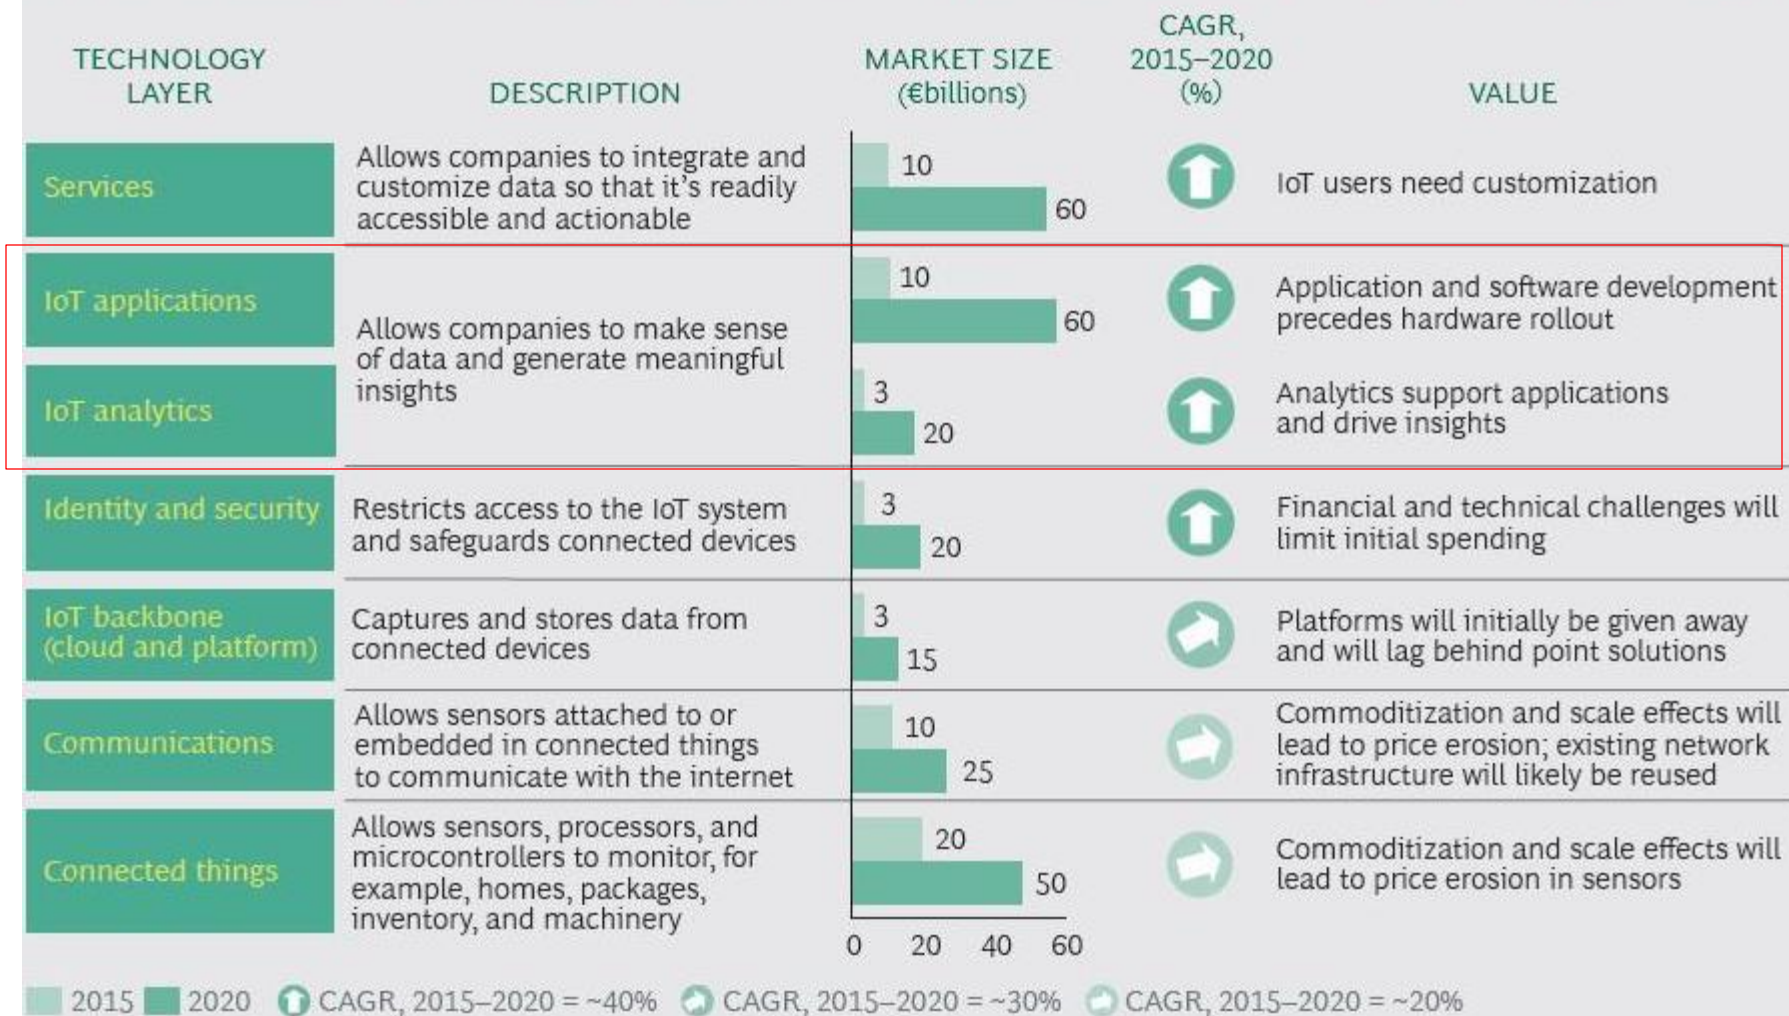 TECHNOLOGY
LAYER
DESCRIPTION
MARKET SIZE
(€billions)
CAGR,
2015–2020
(%)
VALUE
Services
Allows companies to integrate and
customize data so that it's readily
accessible and actionable
10
60
IoT users need customization
IoT applications
IoT analytics
Allows companies to make sense
of data and generate meaningful
insights
10
60
Application and software development
precedes hardware rollout
3
20
Analytics support applications
and drive insights
Identity and security
Restricts access to the IoT system
and safeguards connected devices
3
20
Financial and technical challenges will
limit initial spending
IoT backbone
(cloud and platform)
Captures and stores data from
connected devices
3
15
Platforms will initially be given away
and will lag behind point solutions
Communications
Allows sensors attached to or
embedded in connected things
to communicate with the internet
10
25
Commoditization and scale effects will
lead to price erosion; existing network
infrastructure will likely be reused
Connected things
Allows sensors, processors, and
microcontrollers to monitor, for
example, homes, packages,
inventory, and machinery
20
50
Commoditization and scale effects will
lead to price erosion in sensors
0 20 40 60
2015 2020 CAGR, 2015–2020 = ~40% CAGR, 2015–2020 = ~30% CAGR, 2015–2020 = ~20%